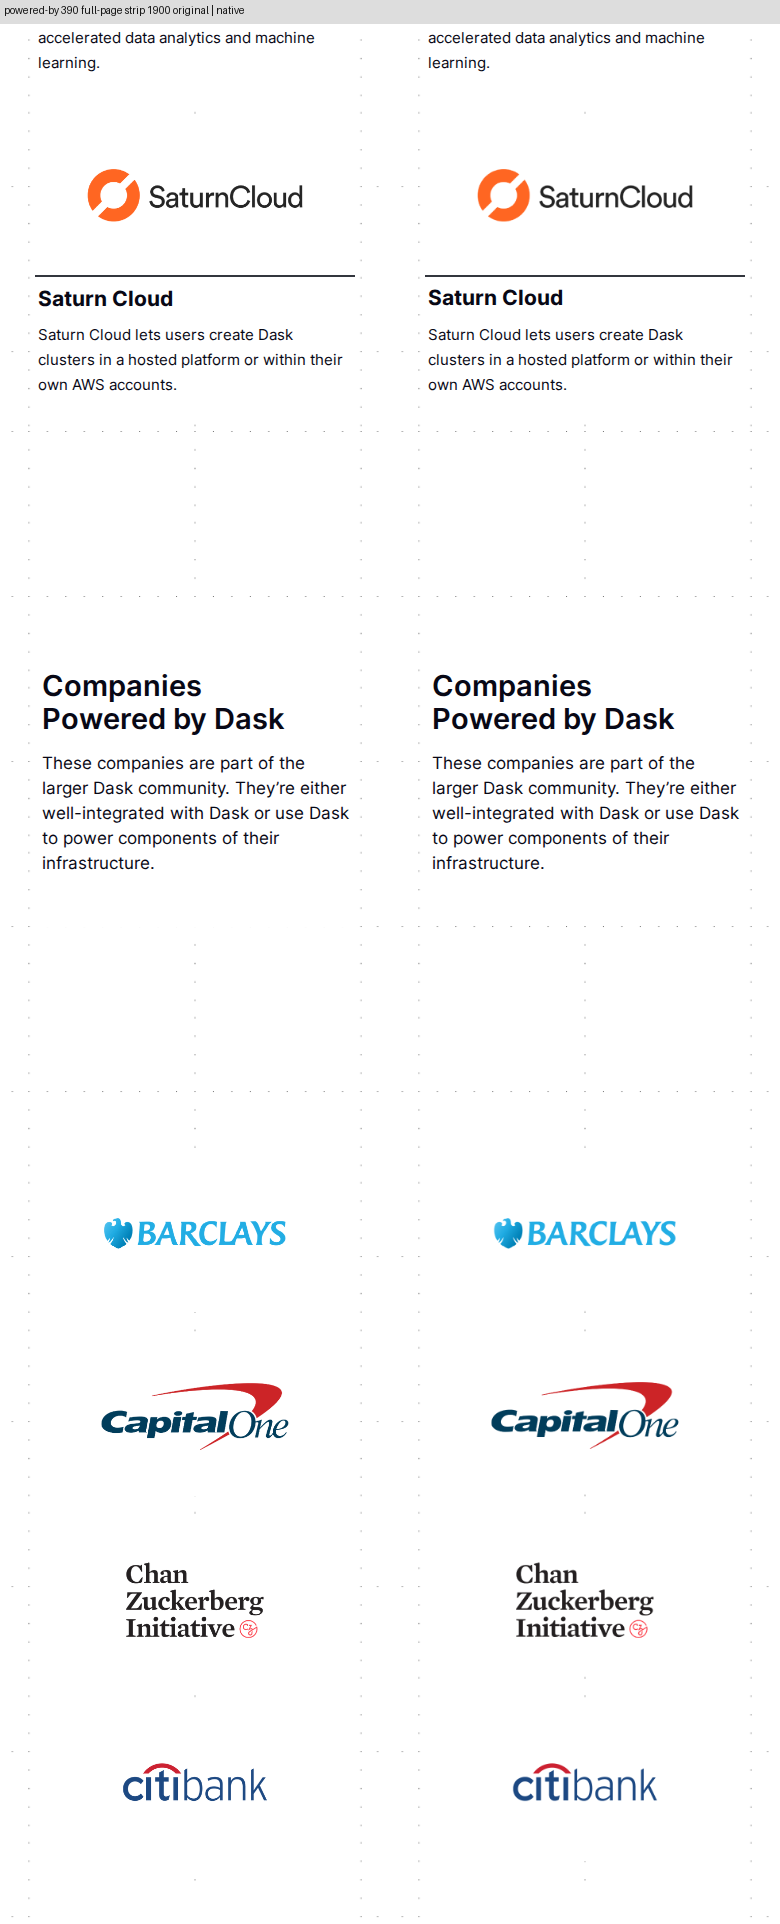 powered-by 390 full-page strip 1900 original | native
accelerated data analytics and machine
learning.
SaturnCloud
Saturn Cloud
Saturn Cloud lets users create Dask
clusters in a hosted platform or within their
own AWS accounts.
Companies
Powered by Dask
These companies are part of the
larger Dask community. They’re either
well-integrated with Dask or use Dask
to power components of their
infrastructure.
BARCLAYS
CapitalOne
Chan
Zuckerberg
Initiative
citibank
accelerated data analytics and machine
learning.
SaturnCloud
Saturn Cloud
Saturn Cloud lets users create Dask
clusters in a hosted platform or within their
own AWS accounts.
Companies
Powered by Dask
These companies are part of the
larger Dask community. They’re either
well-integrated with Dask or use Dask
to power components of their
infrastructure.
BARCLAYS
CapitalOne
Chan
Zuckerberg
Initiative
citibank